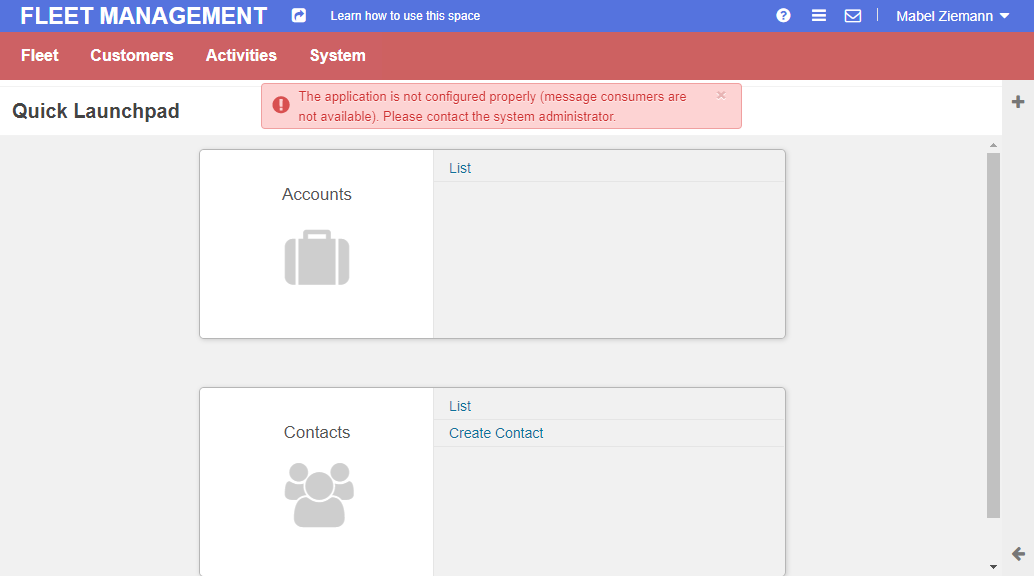 FLEET MANAGEMENT
Learn how to use this space
Mabel Ziemann
Fleet
Customers
Activities
System
Quick Launchpad
The application is not configured properly (message consumers are
not available). Please contact the system administrator.
Accounts
List
Contacts
List
Create Contact